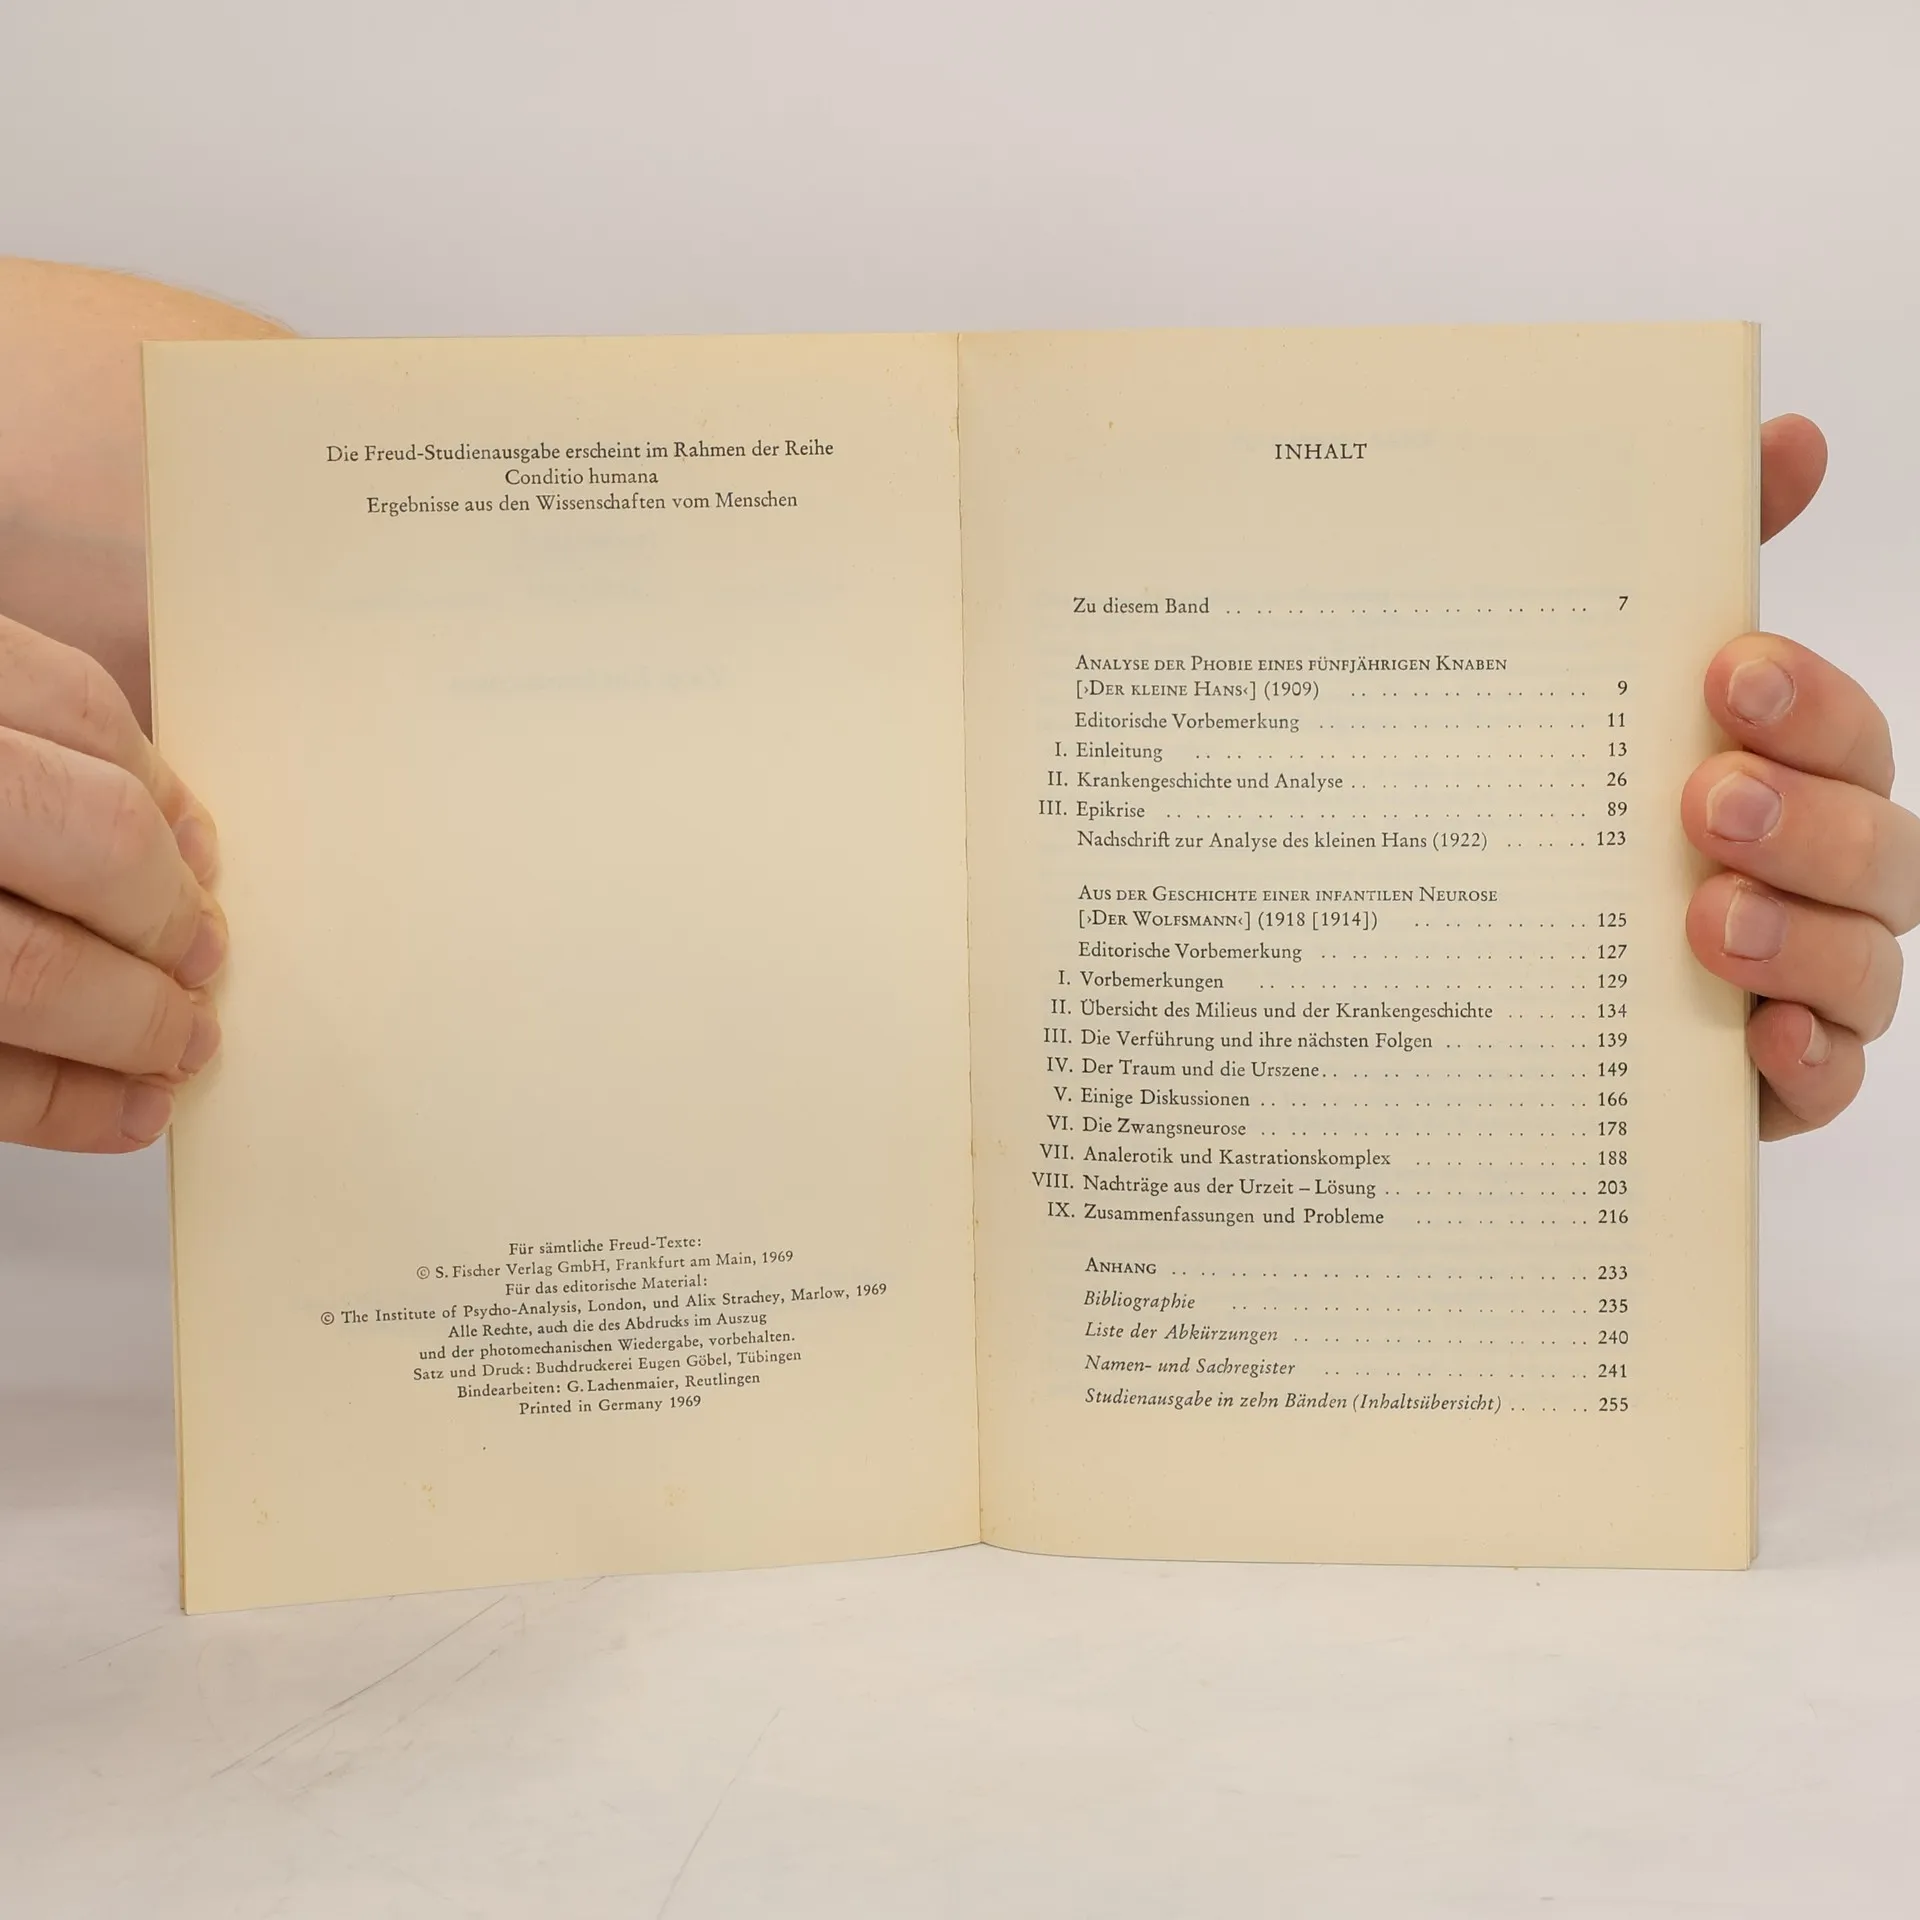 Die Freud-Studienausgabe erscheint im Rahmen der Reihe
Conditio humana
Ergebnisse aus den Wissenschaften vom Menschen
Für sämtliche Freud-Texte:
© S. Fischer Verlag GmbH, Frankfurt am Main, 1969
Für das editorische Material:
© The Institute of Psycho-Analysis, London, und Alix Strachey, Marlow, 1969
Alle Rechte, auch die des Abdrucks im Auszug
und der photomechanischen Wiedergabe, vorbehalten.
Satz und Druck: Buchdruckerei Eugen Göbel, Tübingen
Bindearbeiten: G. Lachenmaier, Reutlingen
Printed in Germany 1969
INHALT
Zu diesem Band .. .. .. .. .. .. .. .. .. .. .. .. 7
ANALYSE DER PHOBIE EINES FÜNFJÄHRIGEN KNABEN
[›DER KLEINE HANS‹] (1909) .. .. .. .. .. .. .. .. 9
Editorische Vorbemerkung .. .. .. .. .. .. .. .. .. 11
I. Einleitung .. .. .. .. .. .. .. .. .. .. .. .. .. 13
II. Krankengeschichte und Analyse .. .. .. .. .. .. .. .. 26
III. Epikrise .. .. .. .. .. .. .. .. .. .. .. .. .. .. 89
Nachschrift zur Analyse des kleinen Hans (1922) .. .. .. 123
AUS DER GESCHICHTE EINER INFANTILEN NEUROSE
[›DER WOLFSMANN‹] (1918 [1914]) .. .. .. .. .. .. 125
Editorische Vorbemerkung .. .. .. .. .. .. .. .. .. 127
I. Vorbemerkungen .. .. .. .. .. .. .. .. .. .. .. 129
II. Übersicht des Milieus und der Krankengeschichte .. .. .. 134
III. Die Verführung und ihre nächsten Folgen .. .. .. .. .. 139
IV. Der Traum und die Urszene .. .. .. .. .. .. .. .. .. 149
V. Einige Diskussionen .. .. .. .. .. .. .. .. .. .. .. 166
VI. Die Zwangsneurose .. .. .. .. .. .. .. .. .. .. .. 178
VII. Analerotik und Kastrationskomplex .. .. .. .. .. .. 188
VIII. Nachträge aus der Urzeit – Lösung .. .. .. .. .. .. .. 203
IX. Zusammenfassungen und Probleme .. .. .. .. .. .. 216
ANHANG .. .. .. .. .. .. .. .. .. .. .. .. .. .. 233
Bibliographie .. .. .. .. .. .. .. .. .. .. .. .. 235
Liste der Abkürzungen .. .. .. .. .. .. .. .. .. .. 240
Namen- und Sachregister .. .. .. .. .. .. .. .. .. 241
Studienausgabe in zehn Bänden (Inhaltsübersicht) .. .. .. 255